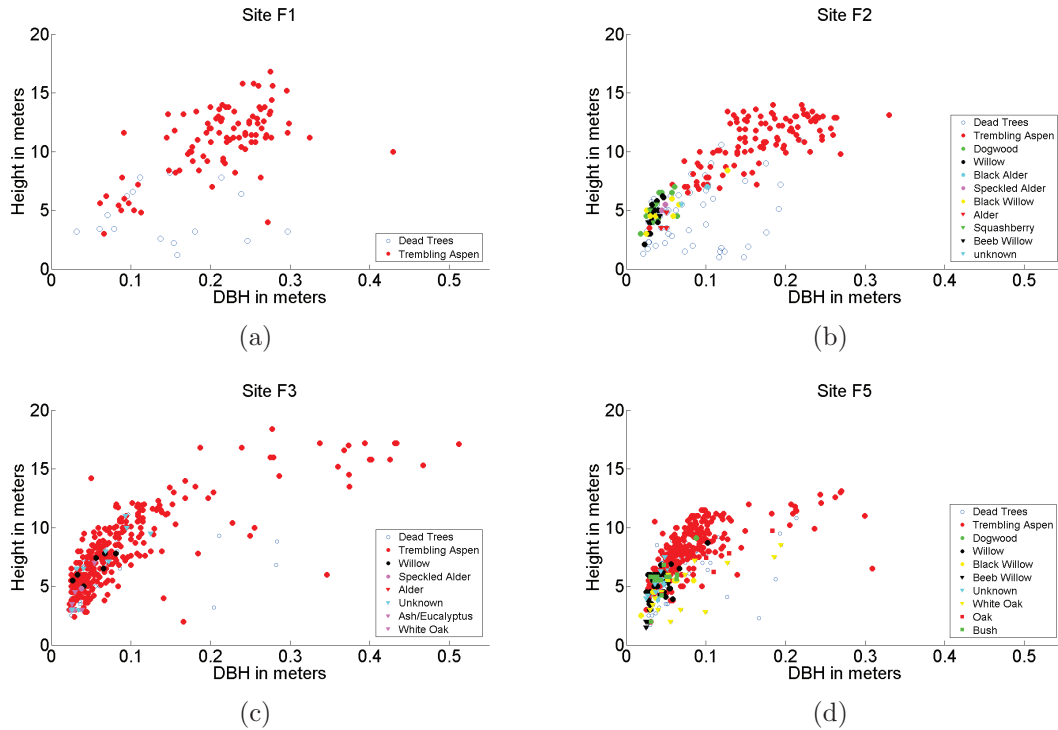 Site F1
20
15
10
5
0
0 0.1 0.2 0.3 0.4 0.5
Height in meters
DBH in meters
Dead Trees
Trembling Aspen
(a)
Site F2
20
15
10
5
0
0 0.1 0.2 0.3 0.4 0.5
Height in meters
DBH in meters
Dead Trees
Trembling Aspen
Dogwood
Willow
Black Alder
Speckled Alder
Black Willow
Alder
Squashberry
Beeb Willow
unknown
(b)
Site F3
20
15
10
5
0
0 0.1 0.2 0.3 0.4 0.5
Height in meters
DBH in meters
Dead Trees
Trembling Aspen
Willow
Speckled Alder
Alder
Unknown
Ash/Eucalyptus
White Oak
(c)
Site F5
20
15
10
5
0
0 0.1 0.2 0.3 0.4 0.5
Height in meters
DBH in meters
Dead Trees
Trembling Aspen
Dogwood
Willow
Black Willow
Beeb Willow
Unknown
White Oak
Oak
Bush
(d)